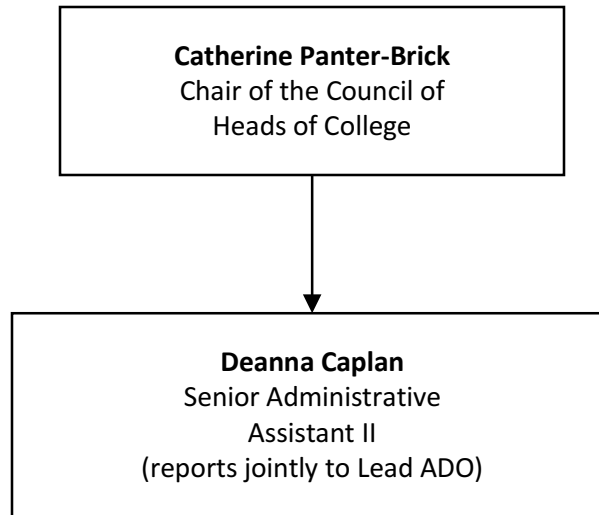 Catherine Panter-Brick
Chair of the Council of
Heads of College
Deanna Caplan
Senior Administrative
Assistant II
(reports jointly to Lead ADO)